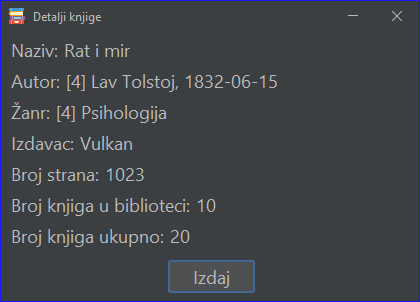 Detalji knjige
Naziv: Rat i mir
Autor: [4] Lav Tolstoj, 1832-06-15
Žanr: [4] Psihologija
Izdavac: Vulkan
Broj strana: 1023
Broj knjiga u biblioteci: 10
Broj knjiga ukupno: 20
Izdaj